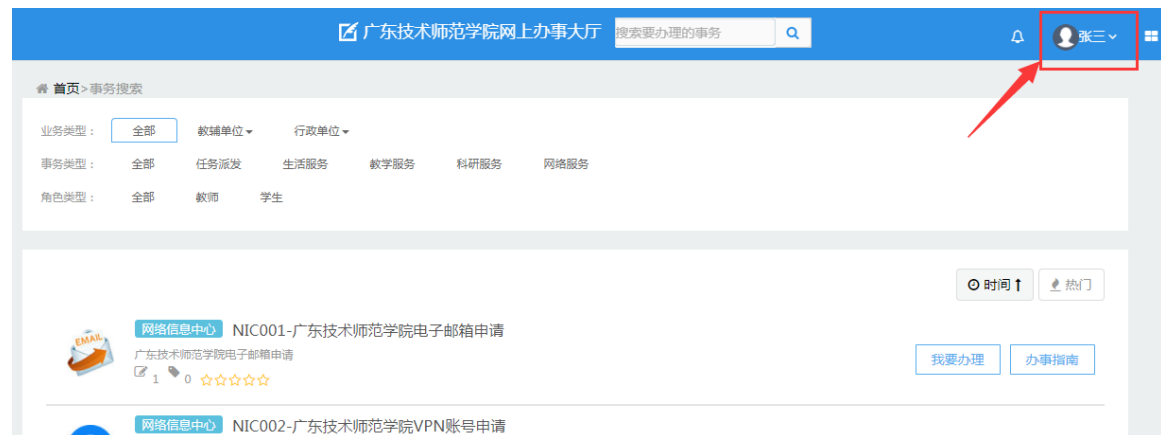 广东技术师范学院网上办事大厅 搜索要办理的事务 张三
首页>事务搜索
业务类型： 全部 教辅单位 行政单位
事务类型： 全部 任务派发 生活服务 教学服务 科研服务 网络服务
角色类型： 全部 教师 学生
时间 热门
EMAIL
网络信息中心 NIC001-广东技术师范学院电子邮箱申请
广东技术师范学院电子邮箱申请
我要办理 办事指南
1 0
网络信息中心 NIC002-广东技术师范学院VPN账号申请